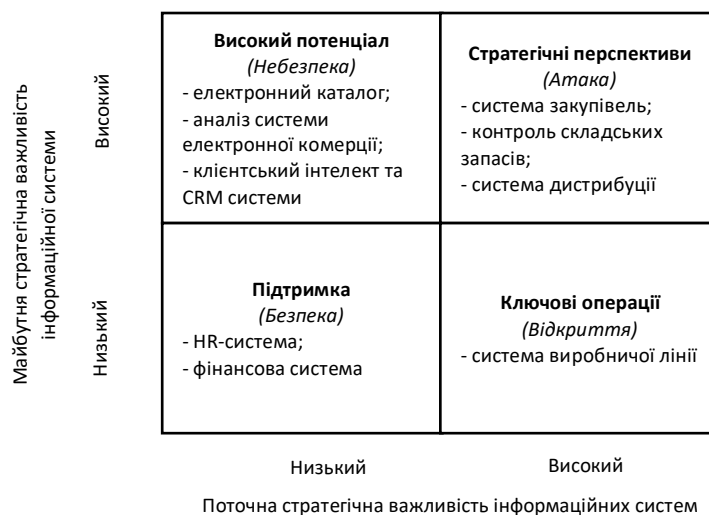 Майбутня стратегічна важливість
інформаційної системи
Високий
Високий потенціал
(Небезпека)
- електронний каталог;
- аналіз системи
електронної комерції;
- клієнтський інтелект та
CRM системи
Стратегічні перспективи
(Атака)
- система закупівель;
- контроль складських
запасів;
- система дистрибуції
Низький
Підтримка
(Безпека)
- HR-система;
- фінансова система
Ключові операції
(Відкриття)
- система виробничої лінії
Низький
Високий
Поточна стратегічна важливість інформаційних систем